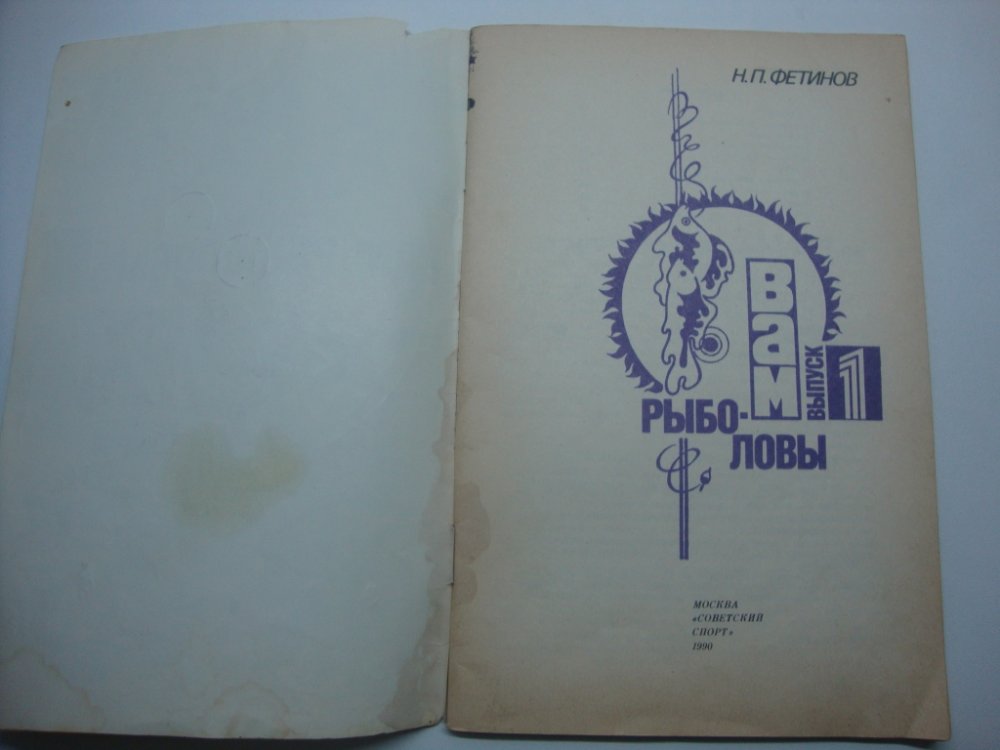 Н.П. ФЕТИНОВ
Вам
РЫБО-
ЛОВЫ
ВЫПУСК
1
МОСКВА
«СОВЕТСКИЙ
СПОРТ»
1990